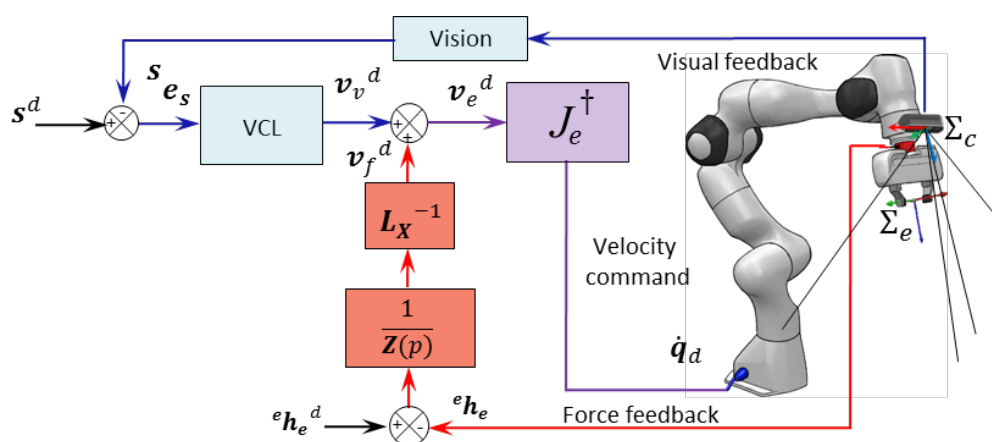 Vision
Visual feedback
s
e_s
s^d
-
VCL
v_v^d
+
+
v_e^d
J_e^†
Σ_c
v_f^d
L_X^{-1}
Σ_e
Velocity
command
1
Z(p)
q̇_d
^e h_e^d
+
-
^e h_e
Force feedback